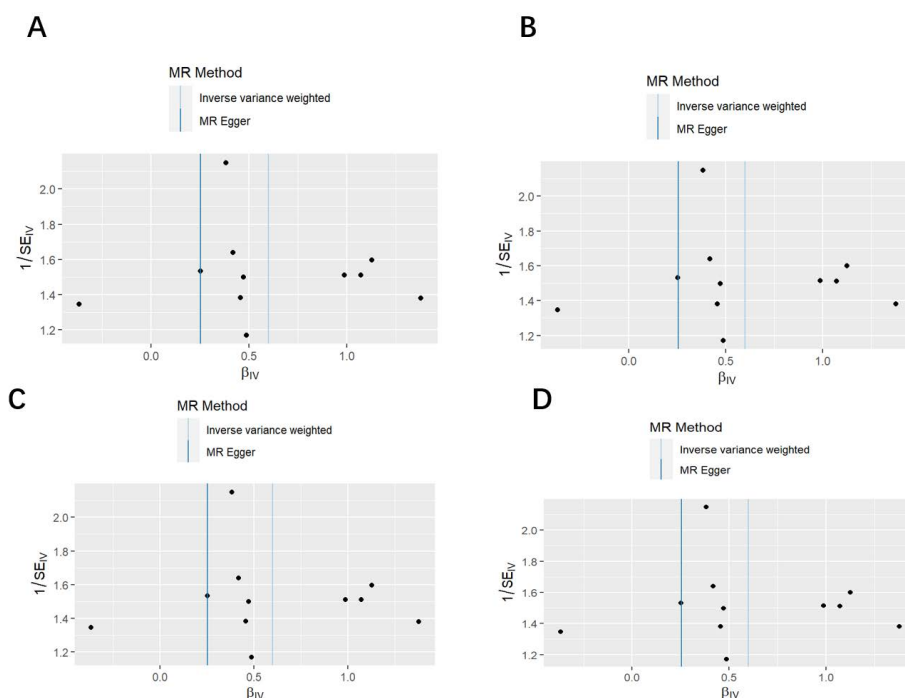 A
MR Method
Inverse variance weighted
MR Egger
2.0
1.8
1.6
1.4
1.2
1/SE_IV
0.0
0.5
1.0
β_IV
B
MR Method
Inverse variance weighted
MR Egger
2.0
1.8
1.6
1.4
1.2
1/SE_IV
0.0
0.5
1.0
β_IV
C
MR Method
Inverse variance weighted
MR Egger
2.0
1.8
1.6
1.4
1.2
1/SE_IV
0.0
0.5
1.0
β_IV
D
MR Method
Inverse variance weighted
MR Egger
2.0
1.8
1.6
1.4
1.2
1/SE_IV
0.0
0.5
1.0
β_IV